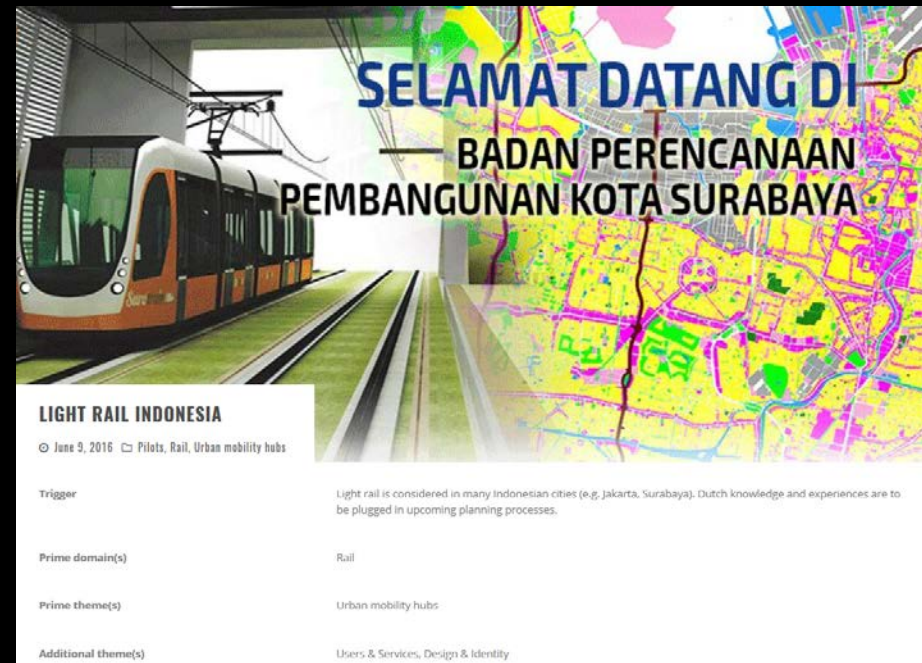 SELAMAT DATANG DI
BADAN PERENCANAAN
PEMBANGUNAN KOTA SURABAYA
LIGHT RAIL INDONESIA
June 9, 2016 Pilots, Rail, Urban mobility hubs
Trigger
Light rail is considered in many Indonesian cities (e.g. Jakarta, Surabaya). Dutch knowledge and experiences are to
be plugged in upcoming planning processes.
Prime domain(s)
Rail
Prime theme(s)
Urban mobility hubs
Additional theme(s)
Users & Services, Design & Identity